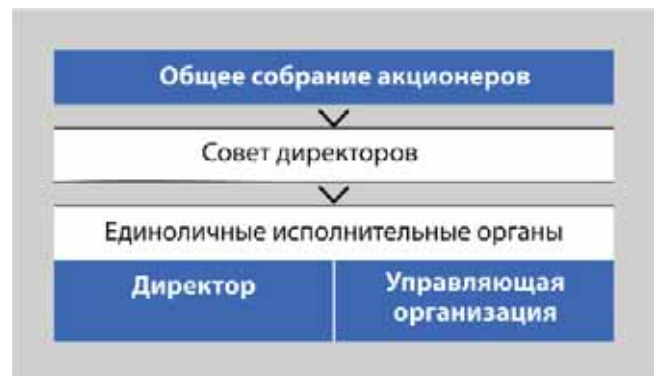 Общее собрание акционеров
Совет директоров
Единоличные исполнительные органы
Директор
Управляющая
организация